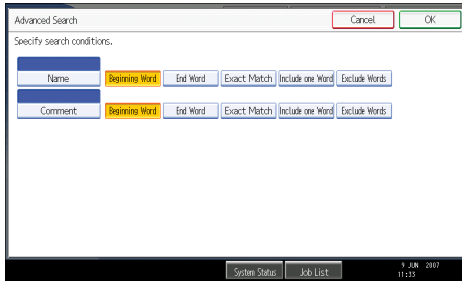 Advanced Search Cancel OK
Specify search conditions.
Name Beginning Word End Word Exact Match Include one Word Exclude Words
Comment Beginning Word End Word Exact Match Include one Word Exclude Words
System Status Job List 9 JUN 2007
11:33